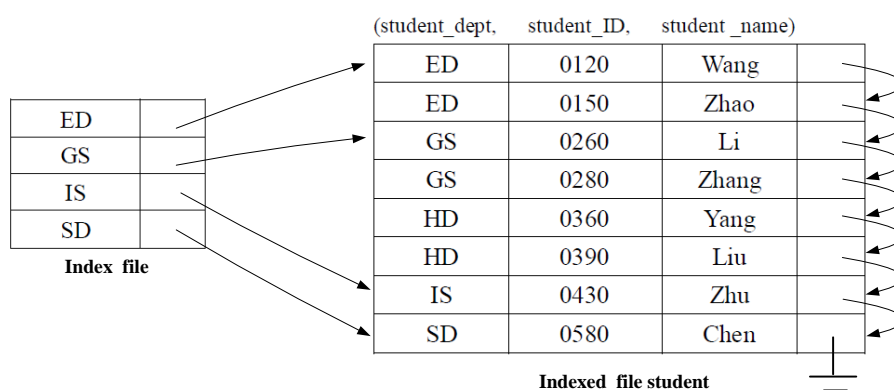 (student_dept, student_ID, student _name)
ED 0120 Wang
ED 0150 Zhao
GS 0260 Li
GS 0280 Zhang
HD 0360 Yang
HD 0390 Liu
IS 0430 Zhu
SD 0580 Chen
Indexed file student
ED
GS
IS
SD
Index file